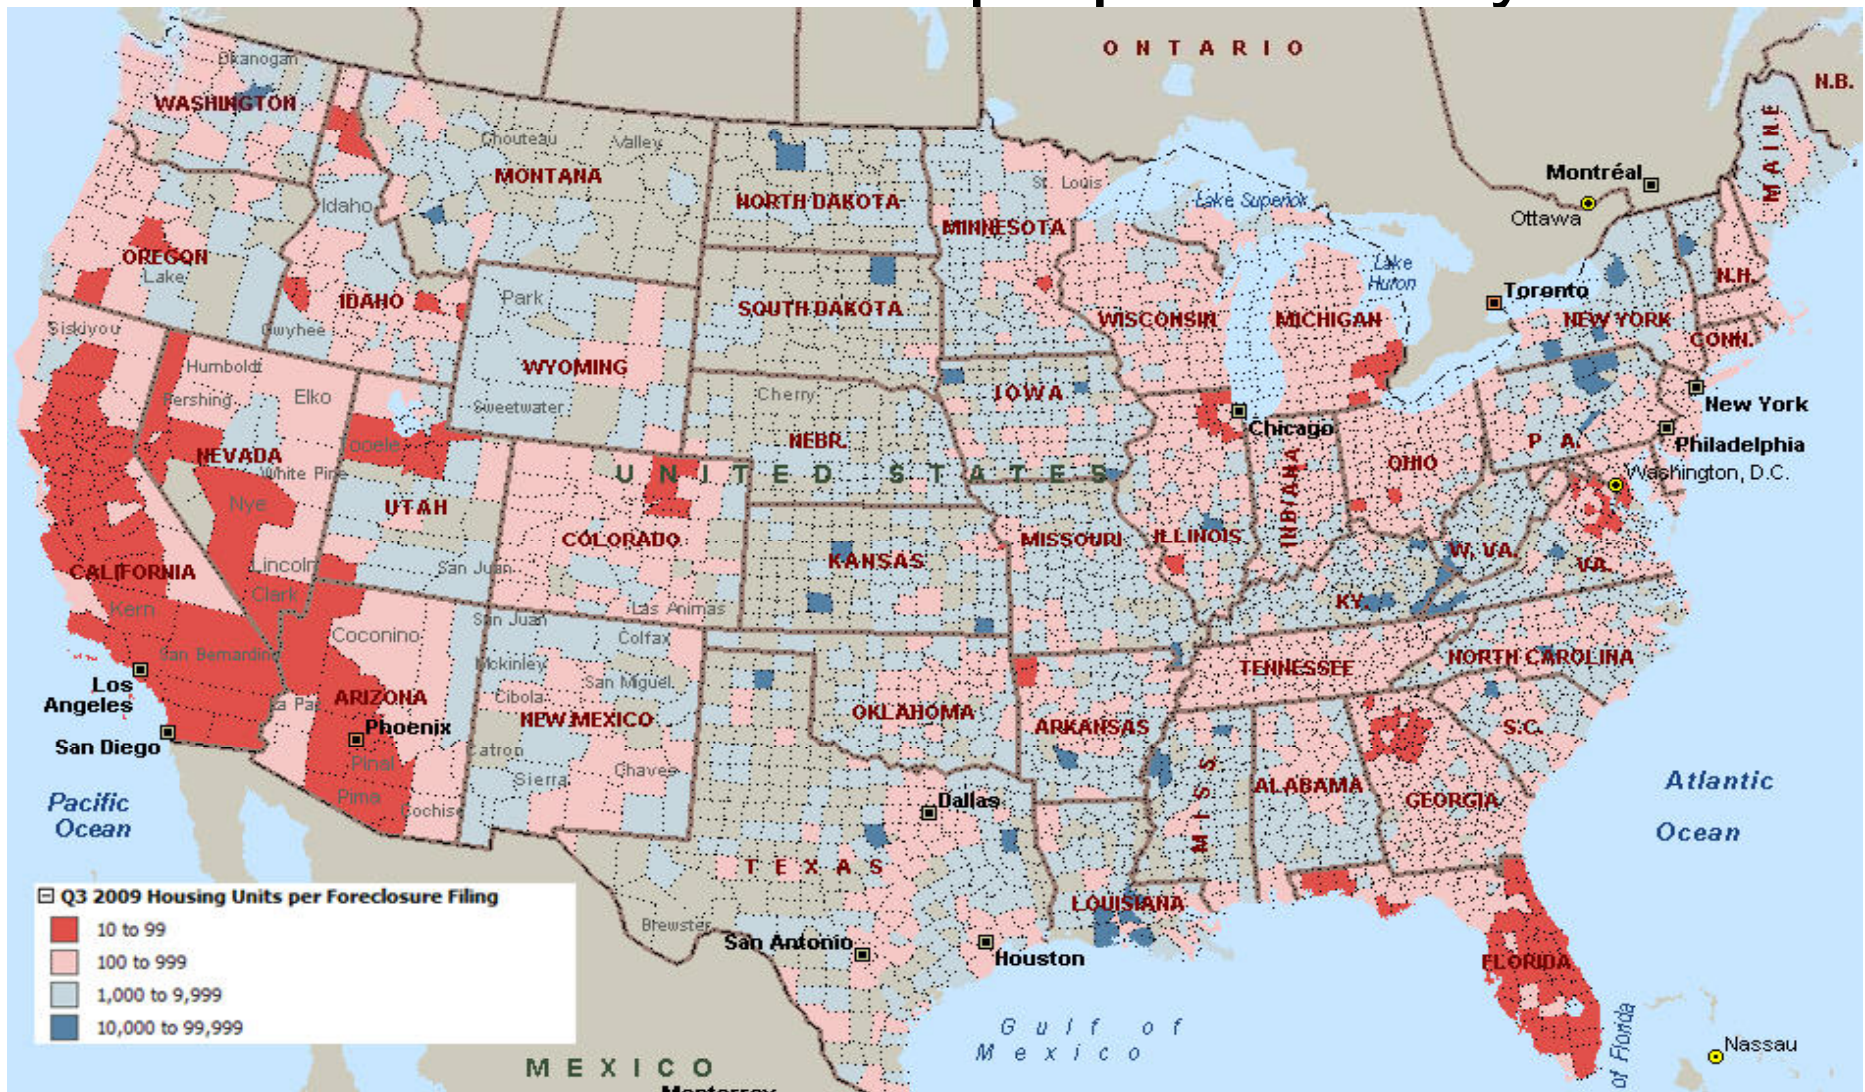 ONTARIO
N.B.
Okanogan
WASHINGTON
MAINE
Chouteau
Valley
MONTANA
Montréal
St. Louis
Ottawa
Idaho
NORTH DAKOTA
Lake Superior
MINNESOTA
OREGON
Lake
Lake
Huron
N.H.
IDAHO
Park
SOUTH DAKOTA
Toronto
WISCONSIN
MICHIGAN
NEW YORK
Siskiyou
Owyhee
CONN.
Humboldt
WYOMING
Pershing
Elko
Sweetwater
Cherry
IOWA
New York
Chicago
NEBR.
PA.
Philadelphia
Tooele
NEVADA
White Pine
UNITED STATES
OHIO
Washington, D.C.
Nye
UTAH
INDIANA
COLORADO
MISSOURI
ILLINOIS
KANSAS
W. VA.
VA.
CALIFORNIA
Lincoln
San Juan
Clark
Kern
Las Animas
KY.
San Juan
Coconino
Colfax
San Bernardino
Mckinley
TENNESSEE
NORTH CAROLINA
Los
Angeles
San Miguel
Cibola
La Paz
ARIZONA
Phoenix
NEW MEXICO
OKLAHOMA
ARKANSAS
S.C.
San Diego
Catron
Pinal
Sierra
Chaves
MISS
ALABAMA
Atlantic
Ocean
Pacific
Ocean
Pima
Cochise
Dallas
GEORGIA
TEXAS
LOUISIANA
Q3 2009 Housing Units per Foreclosure Filing
10 to 99
100 to 999
1,000 to 9,999
10,000 to 99,999
Brewster
San Antonio
Houston
FLORIDA
Gulf of
Mexico
of Florida
Nassau
MEXICO
Monterrey